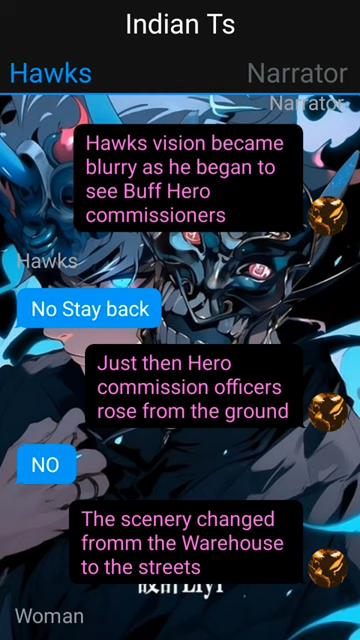 Indian Ts
Hawks
Narrator
Narrator
Hawks vision became
blurry as he began to
see Buff Hero
commissioners
Hawks
No Stay back
Just then Hero
commission officers
rose from the ground
NO
The scenery changed
fromm the Warehouse
to the streets
Woman